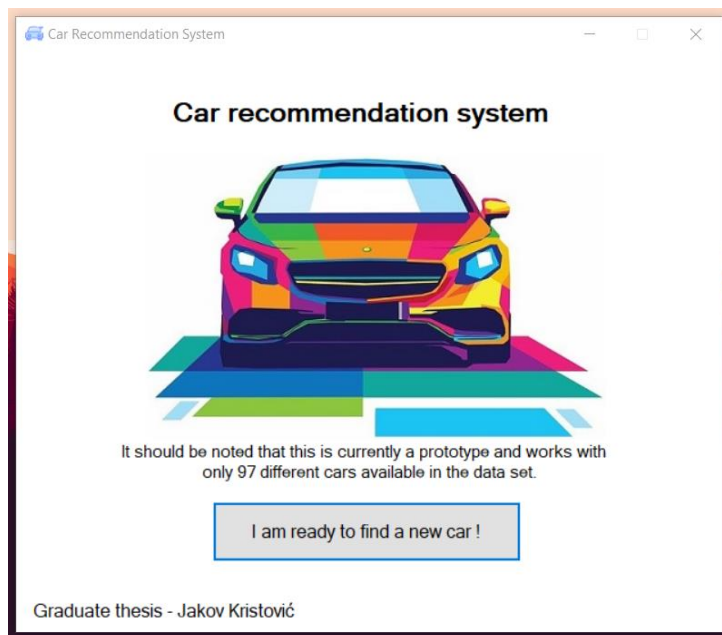 Car Recommendation System
Car recommendation system
It should be noted that this is currently a prototype and works with
only 97 different cars available in the data set.
I am ready to find a new car !
Graduate thesis - Jakov Kristović